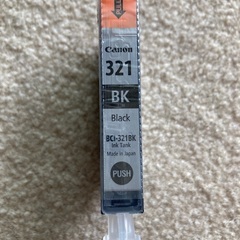 Canon
321
BK
Black
BCI-321BK
Ink Tank
Made in Japan
PUSH